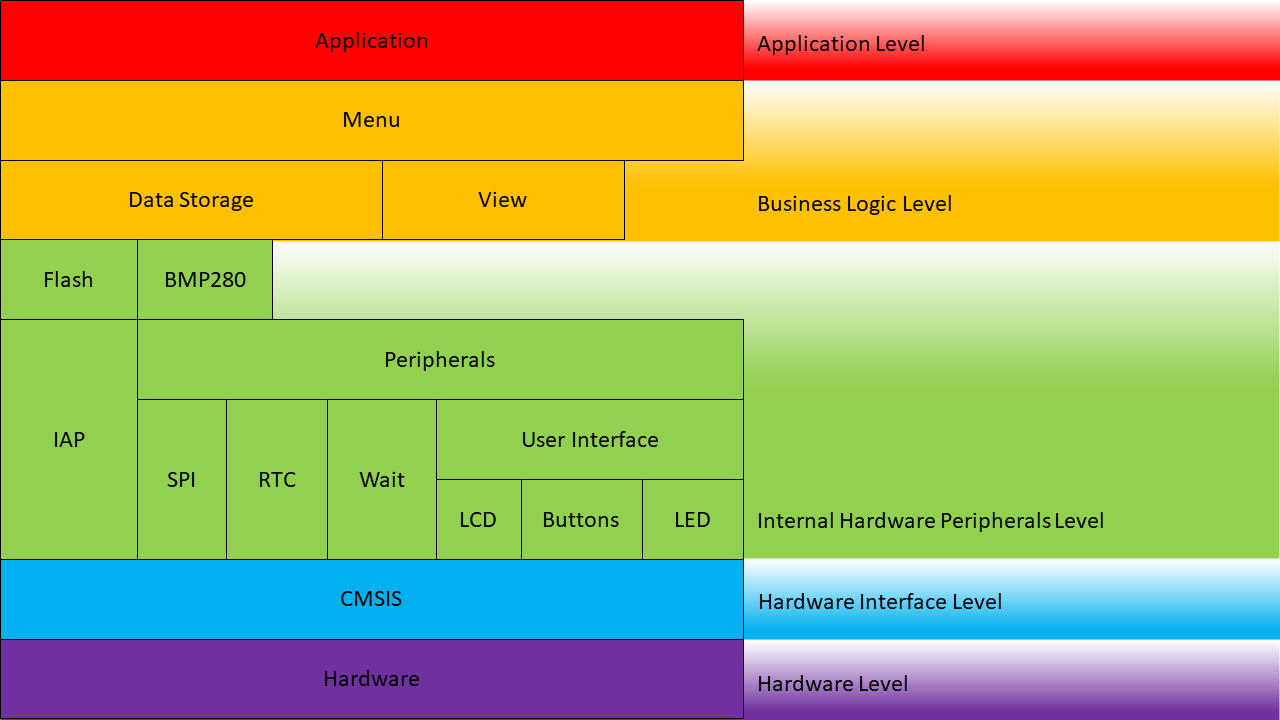 Application
Application Level
Menu
Data Storage
View
Business Logic Level
Flash
BMP280
Peripherals
IAP
User Interface
SPI
RTC
Wait
LCD
Buttons
LED
Internal Hardware Peripherals Level
CMSIS
Hardware Interface Level
Hardware
Hardware Level